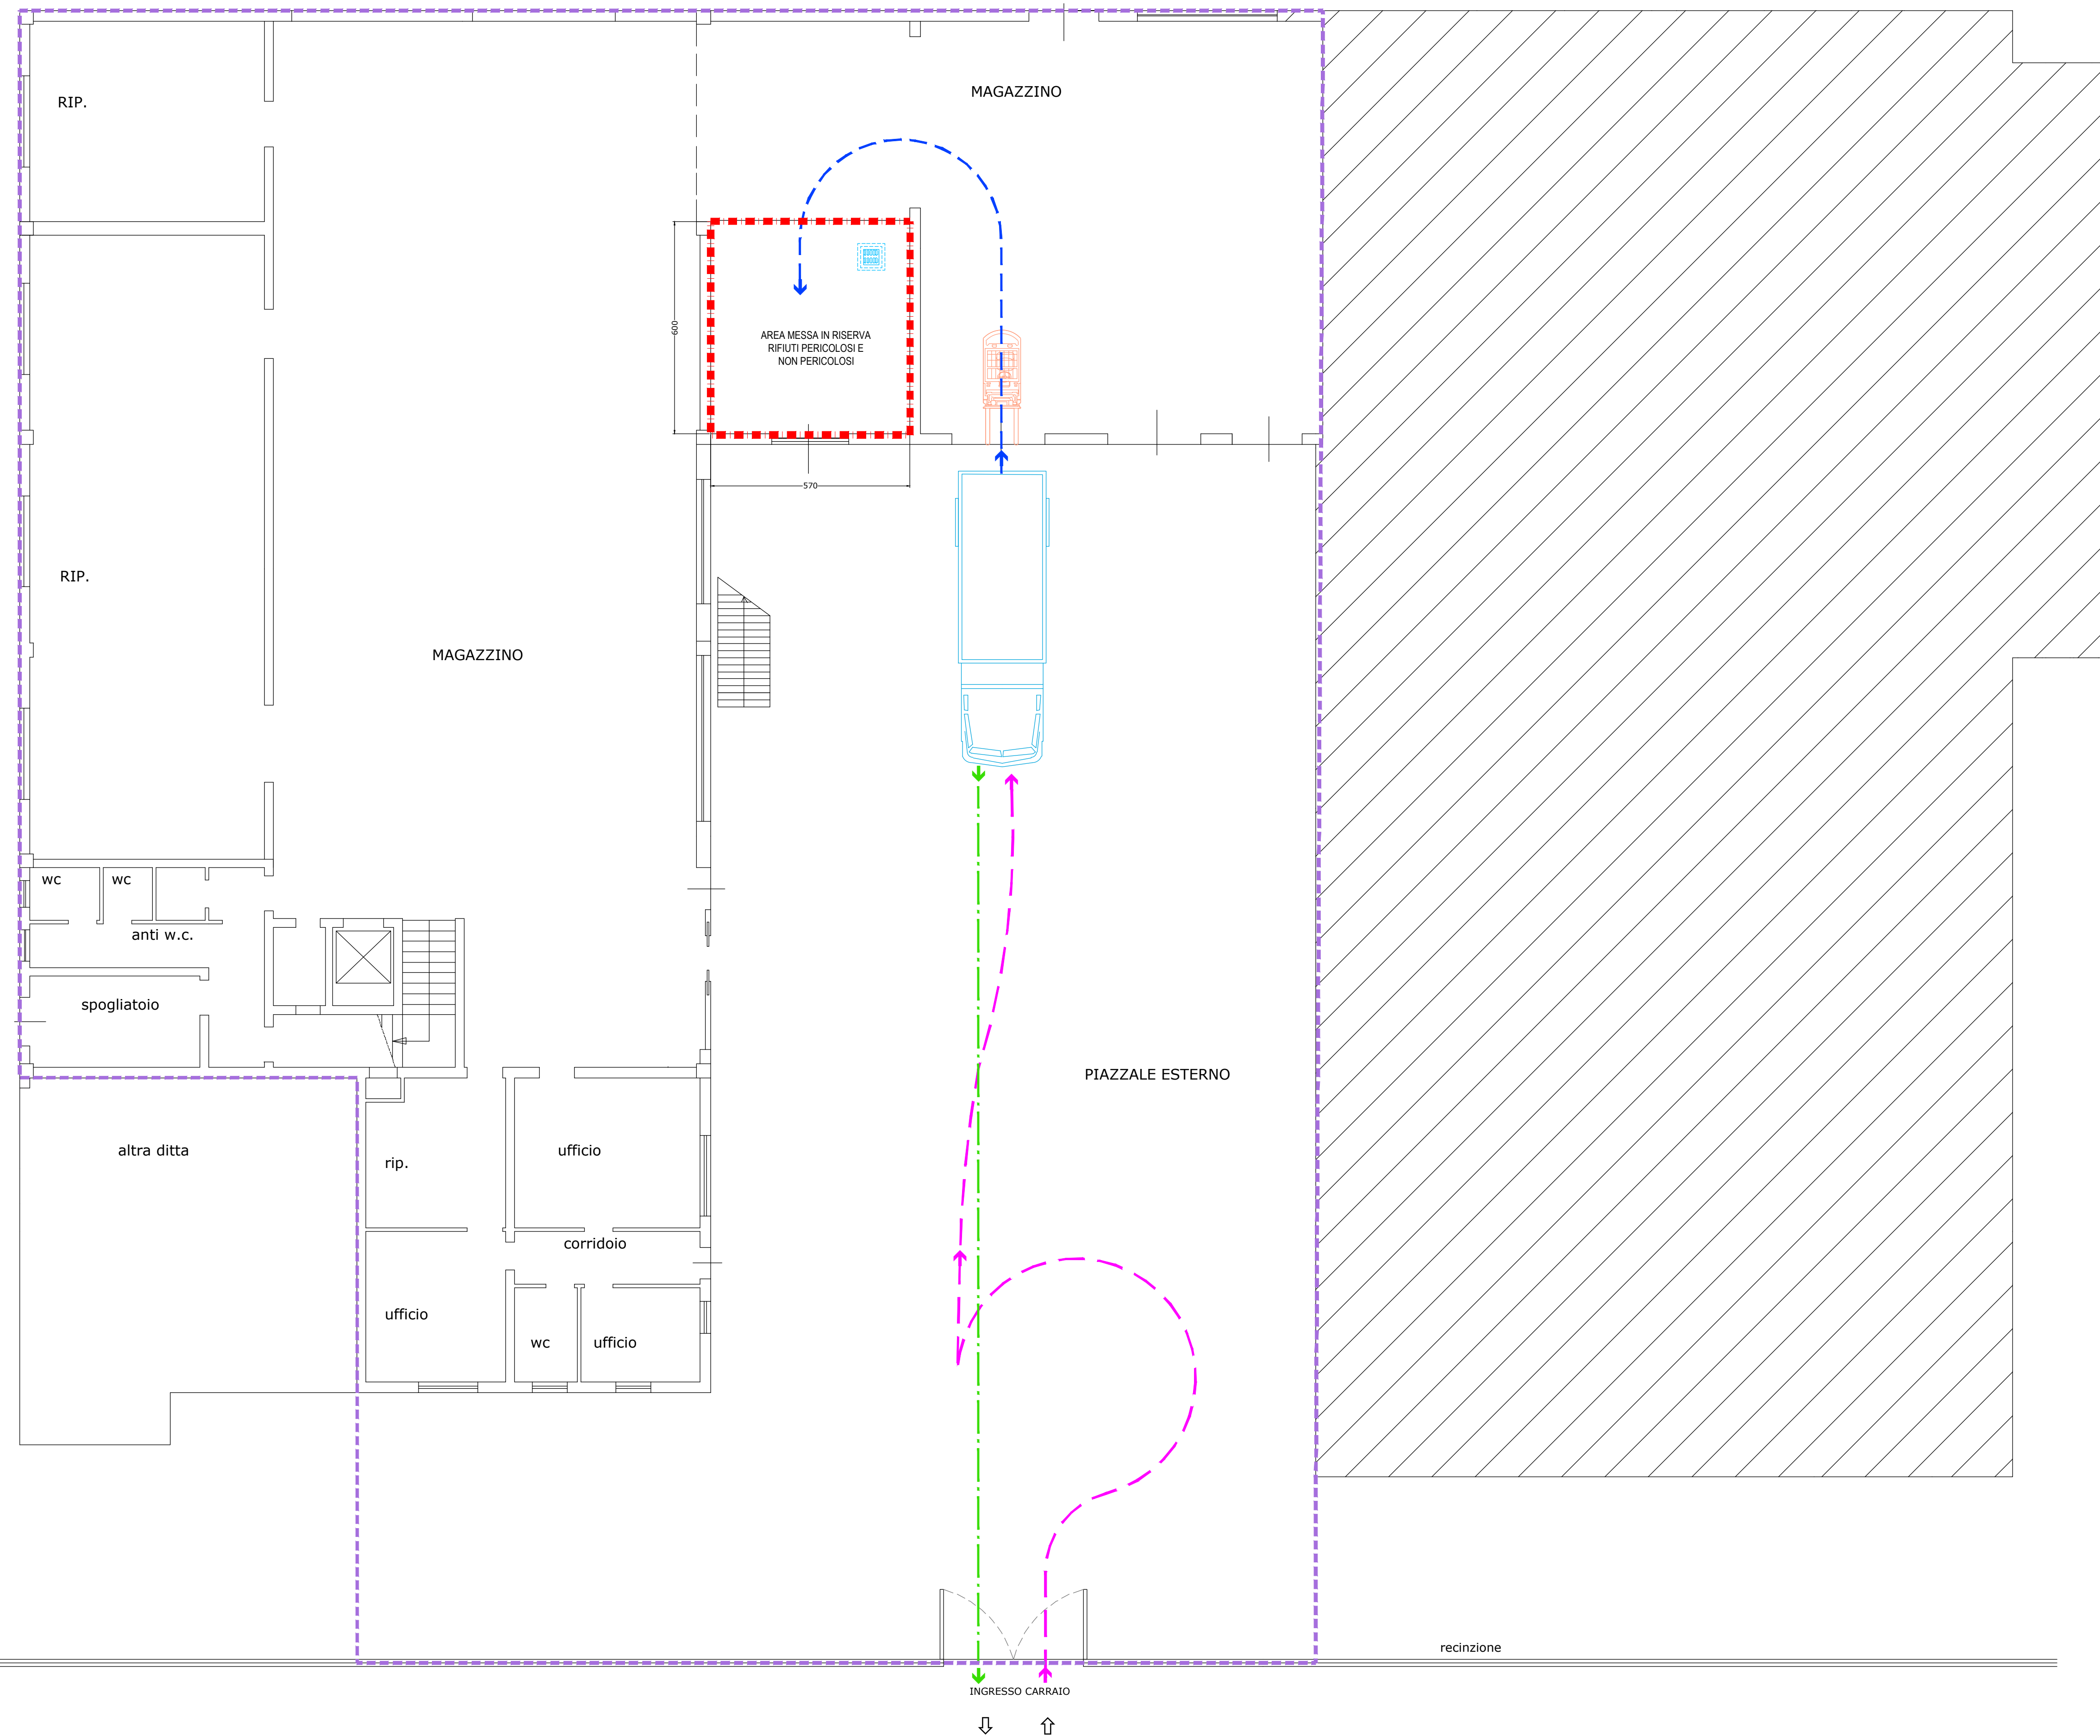 MAGAZZINO
RIP.
600
AREA MESSA IN RISERVA
RIFIUTI PERICOLOSI E
NON PERICOLOSI
570
RIP.
MAGAZZINO
wc
wc
anti w.c.
spogliatoio
PIAZZALE ESTERNO
altra ditta
rip.
ufficio
corridoio
ufficio
wc
ufficio
recinzione
INGRESSO CARRAIO